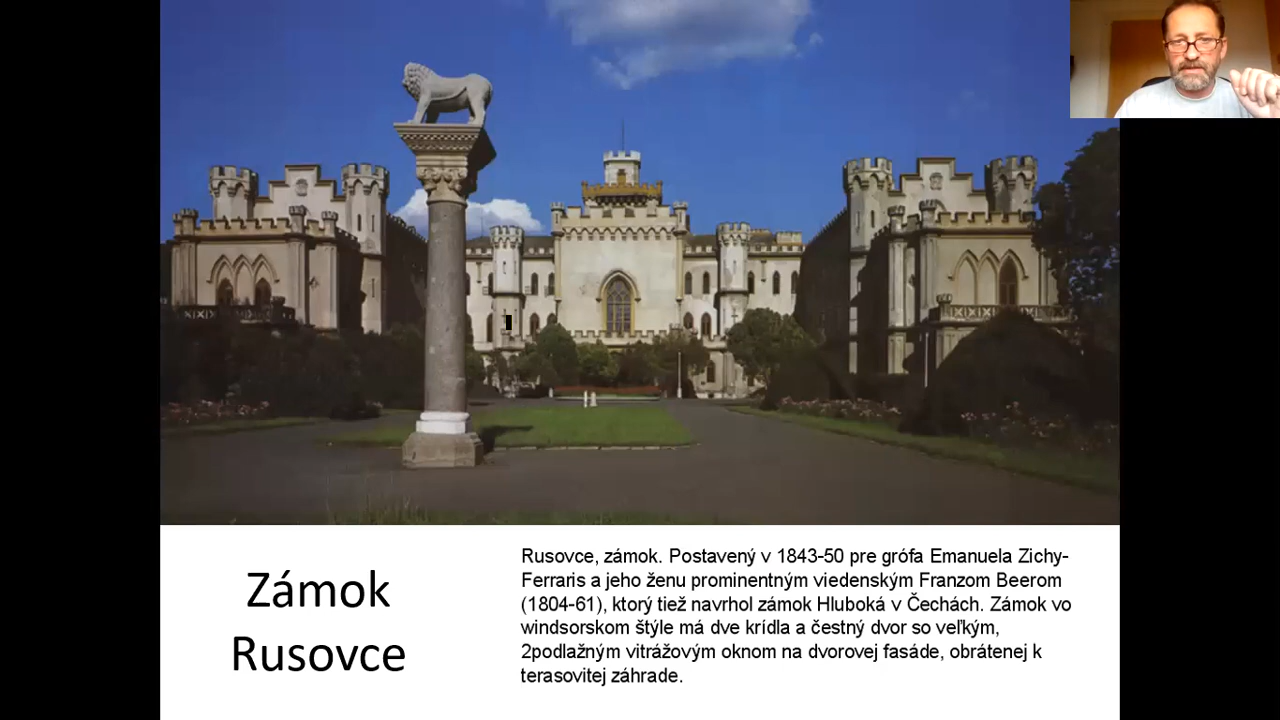 Zámok
Rusovce
Rusovce, zámok. Postavený v 1843-50 pre grófa Emanuela Zichy-
Ferraris a jeho ženu prominentným viedenským Franzom Beerom
(1804-61), ktorý tiež navrhol zámok Hluboká v Čechách. Zámok vo
windsorskom štýle má dve krídla a čestný dvor so veľkým,
2podlažným vitrážovým oknom na dvorovej fasáde, obrátenej k
terasovitej záhrade.